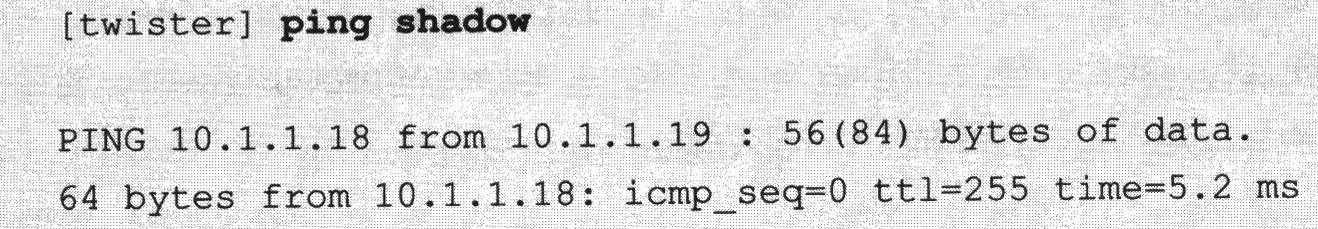 [twister] ping shadow
PING 10.1.1.18 from 10.1.1.19 : 56(84) bytes of data.
64 bytes from 10.1.1.18: icmp_seq=0 ttl=255 time=5.2 ms